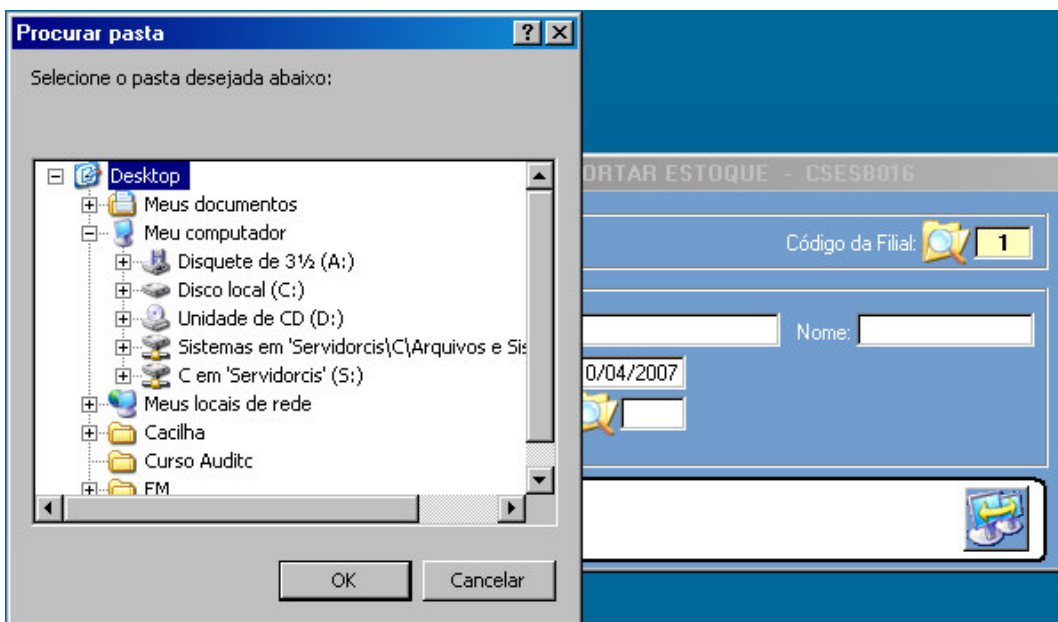 Procurar pasta
Selecione o pasta desejada abaixo:
Desktop
Meus documentos
Meu computador
Disquete de 3½ (A:)
Disco local (C:)
Unidade de CD (D:)
Sistemas em 'Servidorcis\C\Arquivos e Sis
C em 'Servidorcis' (S:)
Meus locais de rede
Cacilha
Curso Auditc
FM
OK Cancelar
ORTAR ESTOQUE - CSESB016
Código da Filial: 1
Nome:
0/04/2007